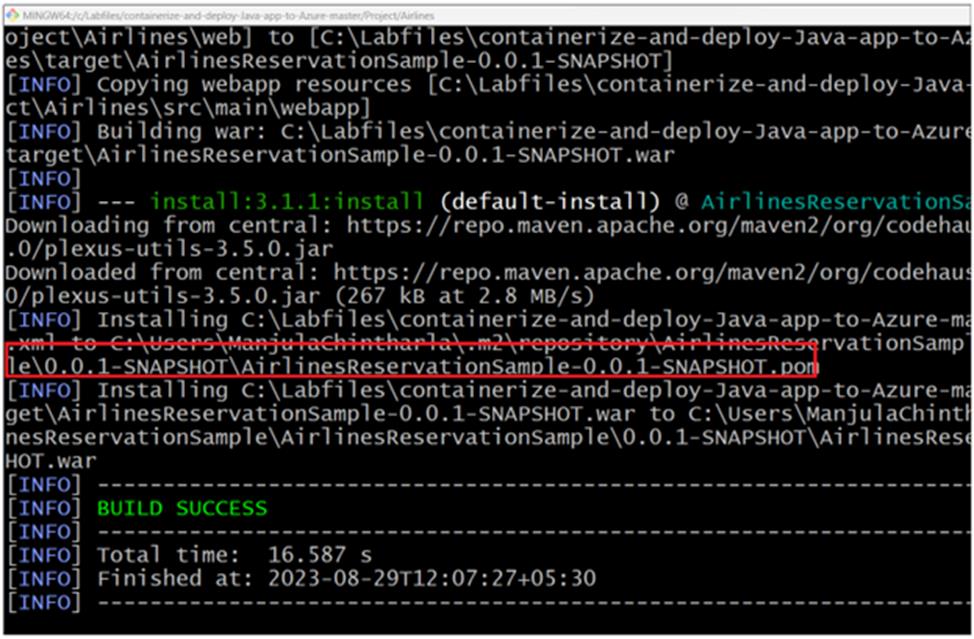 MINGW64:/c/Labfiles/containerize-and-deploy-Java-app-to-Azure-master/Project/Airlines
oject\Airlines\web] to [C:\Labfiles\containerize-and-deploy-Java-app-to-Az
es\target\AirlinesReservationSample-0.0.1-SNAPSHOT]
[INFO] Copying webapp resources [C:\Labfiles\containerize-and-deploy-Java-
ct\Airlines\src\main\webapp]
[INFO] Building war: C:\Labfiles\containerize-and-deploy-Java-app-to-Azure
target\AirlinesReservationSample-0.0.1-SNAPSHOT.war
[INFO]
[INFO] --- install:3.1.1:install (default-install) @ AirlinesReservationSa
Downloading from central: https://repo.maven.apache.org/maven2/org/codehau
.0/plexus-utils-3.5.0.jar
Downloaded from central: https://repo.maven.apache.org/maven2/org/codehaus
0/plexus-utils-3.5.0.jar (267 kB at 2.8 MB/s)
[INFO] Installing C:\Labfiles\containerize-and-deploy-Java-app-to-Azure-ma
.xml to C:\Users\ManjulaChintharla\.m2\repository\AirlinesReservationSamp
le\0.0.1-SNAPSHOT\AirlinesReservationSample-0.0.1-SNAPSHOT.pom
[INFO] Installing C:\Labfiles\containerize-and-deploy-Java-app-to-Azure-ma
get\AirlinesReservationSample-0.0.1-SNAPSHOT.war to C:\Users\ManjulaChinth
nesReservationSample\AirlinesReservationSample\0.0.1-SNAPSHOT\AirlinesRese
HOT.war
[INFO] ------------------------------------------------------------------
[INFO] BUILD SUCCESS
[INFO] ------------------------------------------------------------------
[INFO] Total time:  16.587 s
[INFO] Finished at: 2023-08-29T12:07:27+05:30
[INFO] ------------------------------------------------------------------